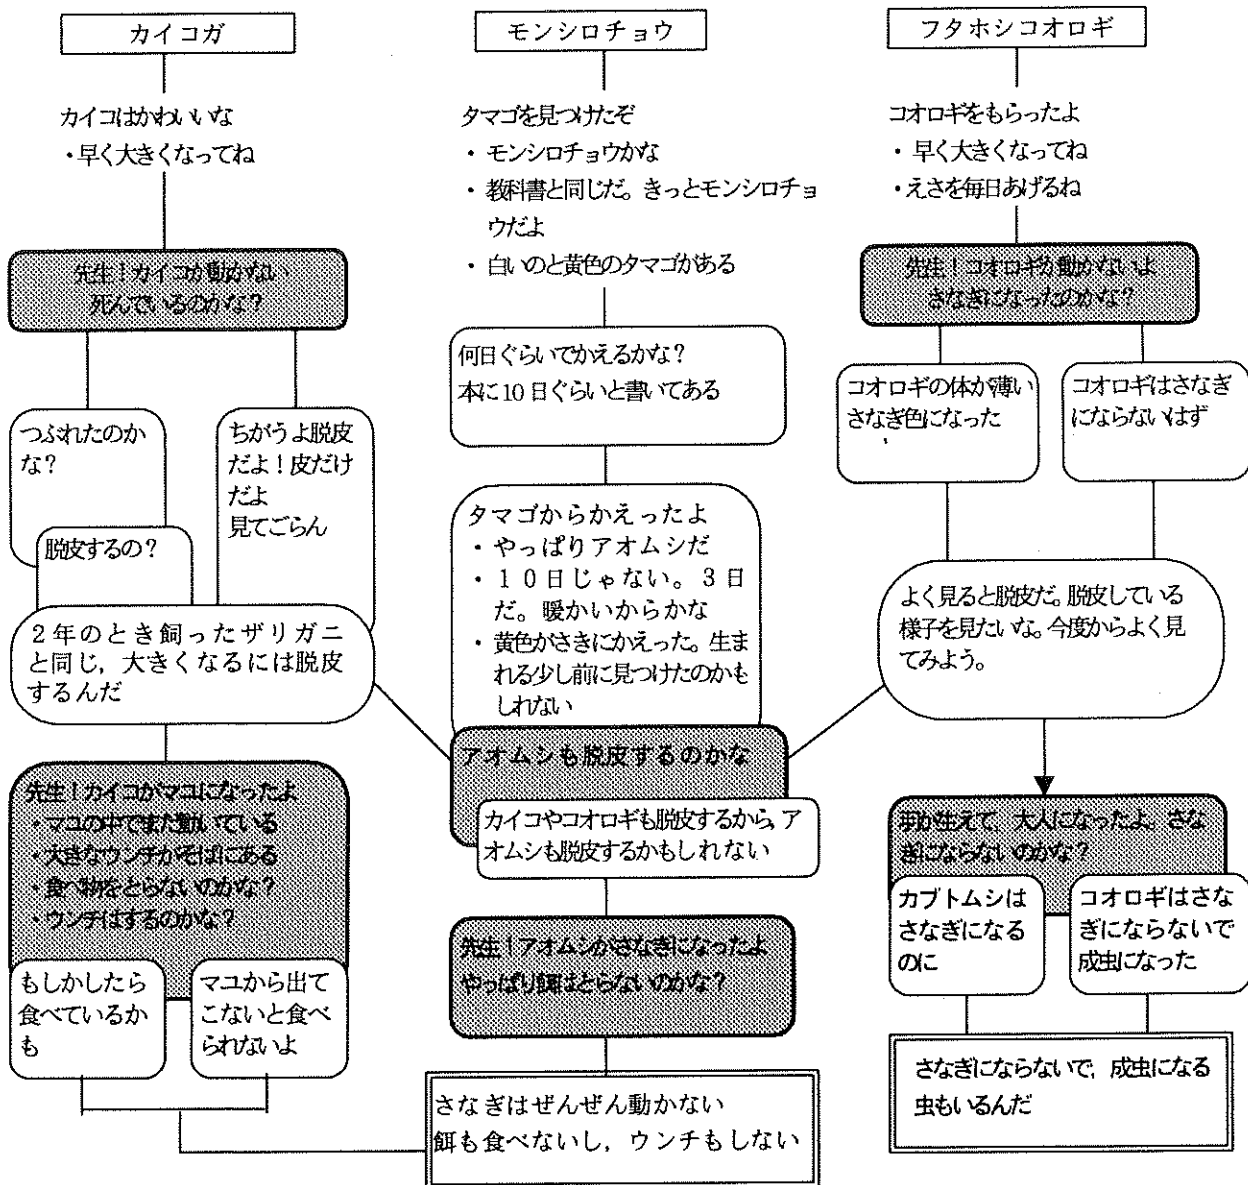 カイコガ
カイコはかわいいな
・早く大きくなってね
先生！カイコが動かない
死んでいるのかな？
つぶれたのか
な？
ちがうよ脱皮
だよ！皮だけ
だよ
見てごらん
脱皮するの？
２年のとき飼ったザリガニ
と同じ，大きくなるには脱皮
するんだ
先生！カイコがマユになったよ
・マユの中でまだ動いている
・大きなウンチがそばにある
・食べ物をとらないのかな？
・ウンチはするのかな？
もしかしたら
食べているか
も
マユから出て
こないと食べ
られないよ
モンシロチョウ
タマゴを見つけたぞ
・ モンシロチョウかな
・ 教科書と同じだ。きっとモンシロチョ
ウだよ
・ 白いのと黄色のタマゴがある
何日ぐらいでかえるかな？
本に10日ぐらいと書いてある
タマゴからかえったよ
・やっぱりアオムシだ
・１０日じゃない。３日
だ。暖かいからかな
・黄色がさきにかえった。生ま
れる少し前に見つけたのかも
しれない
アオムシも脱皮するのかな
カイコやコオロギも脱皮するから，ア
オムシも脱皮するかもしれない
先生！アオムシがさなぎになったよ
やっぱり餌はとらないのかな？
さなぎはぜんぜん動かない
餌も食べないし，ウンチもしない
フタホシコオロギ
コオロギをもらったよ
・ 早く大きくなってね
・えさを毎日あげるね
先生！コオロギが動かないよ
さなぎになったのかな？
コオロギの体が薄い
さなぎ色になった
コオロギはさなぎ
にならないはず
よく見ると脱皮だ。脱皮している
様子を見たいな。今度からよく見
てみよう。
羽が生えて，大人になったよ。さな
ぎにならないのかな？
カブトムシは
さなぎになる
のに
コオロギはさな
ぎにならないで
成虫になった
さなぎにならないで，成虫になる
虫もいるんだ